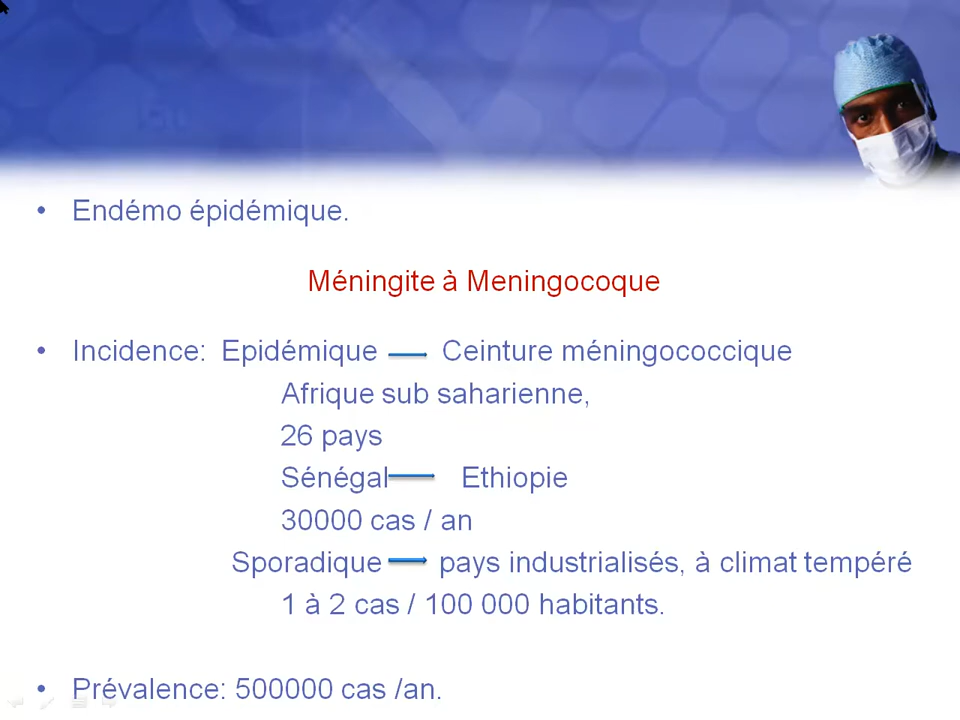 • Endémo épidémique.
Méningite à Meningocoque
• Incidence: Epidémique → Ceinture méningococcique
Afrique sub saharienne,
26 pays
Sénégal → Ethiopie
30000 cas / an
Sporadique → pays industrialisés, à climat tempéré
1 à 2 cas / 100 000 habitants.
• Prévalence: 500000 cas /an.